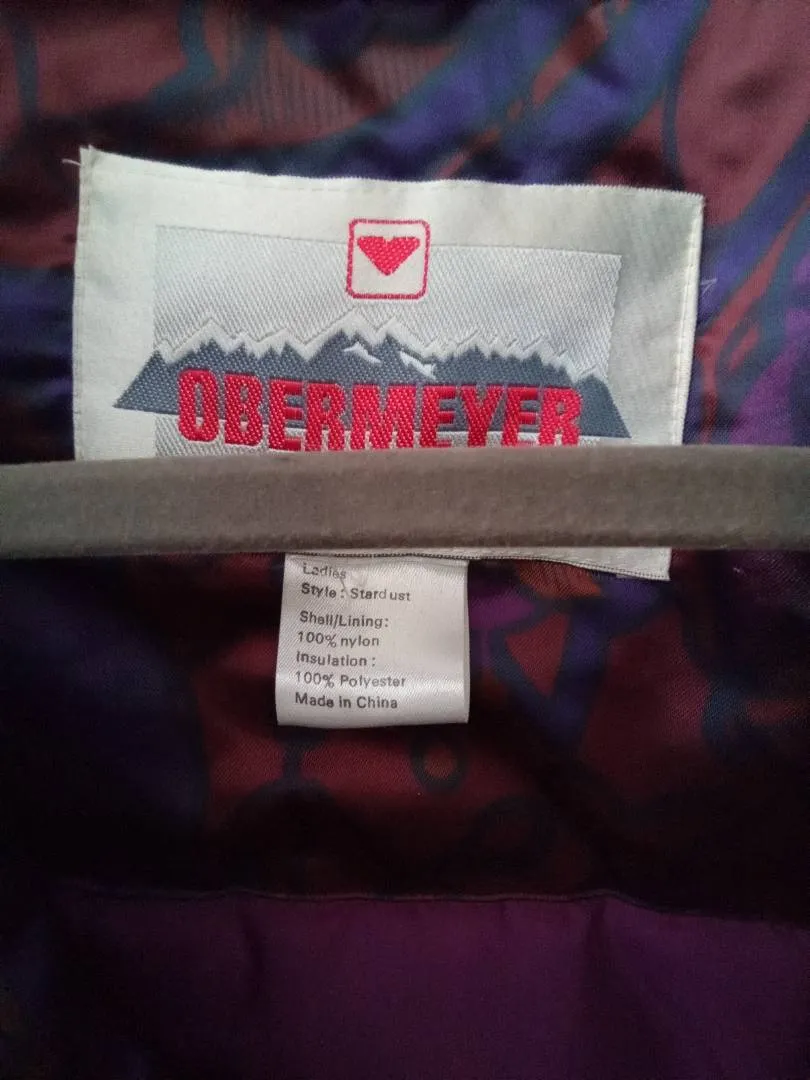 OBERMEYER
Ladies
Style : Stardust
Shell/Lining:
100% nylon
Insulation :
100% Polyester
Made in China